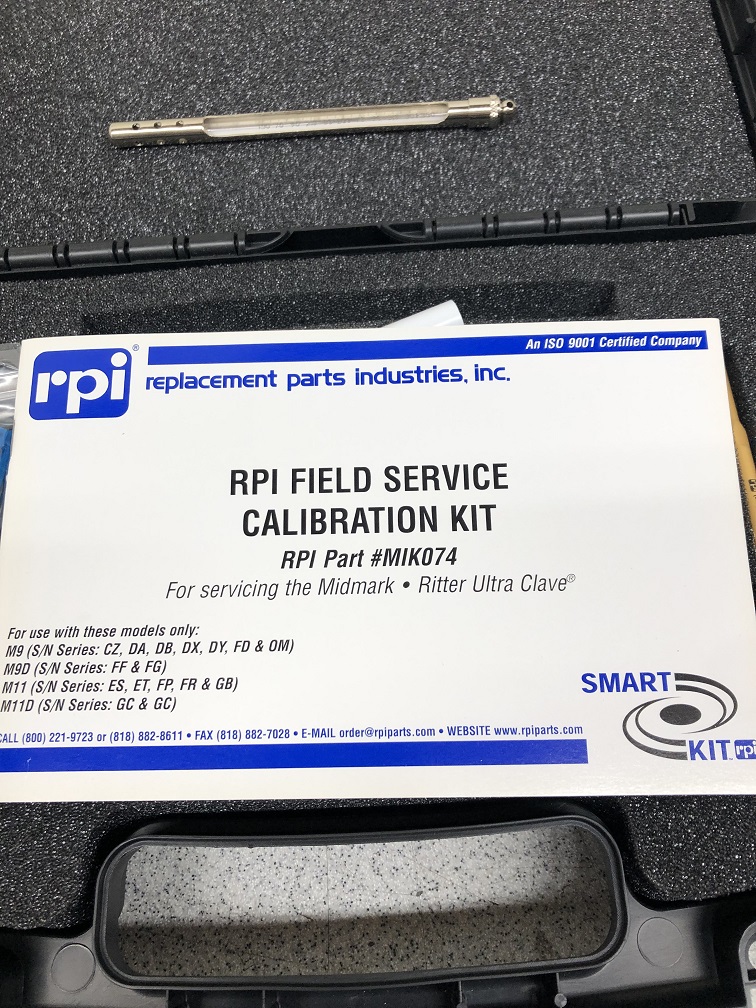 An ISO 9001 Certified Company
rpi®
replacement parts industries, inc.
RPI FIELD SERVICE
CALIBRATION KIT
RPI Part #MIK074
For servicing the Midmark • Ritter Ultra Clave®
For use with these models only:
M9 (S/N Series: CZ, DA, DB, DX, DY, FD & OM)
M9D (S/N Series: FF & FG)
M11 (S/N Series: ES, ET, FP, FR & GB)
M11D (S/N Series: GC & GC)
CALL (800) 221-9723 or (818) 882-8611 • FAX (818) 882-7028 • E-MAIL order@rpiparts.com • WEBSITE www.rpiparts.com
SMART
KIT™ rpi